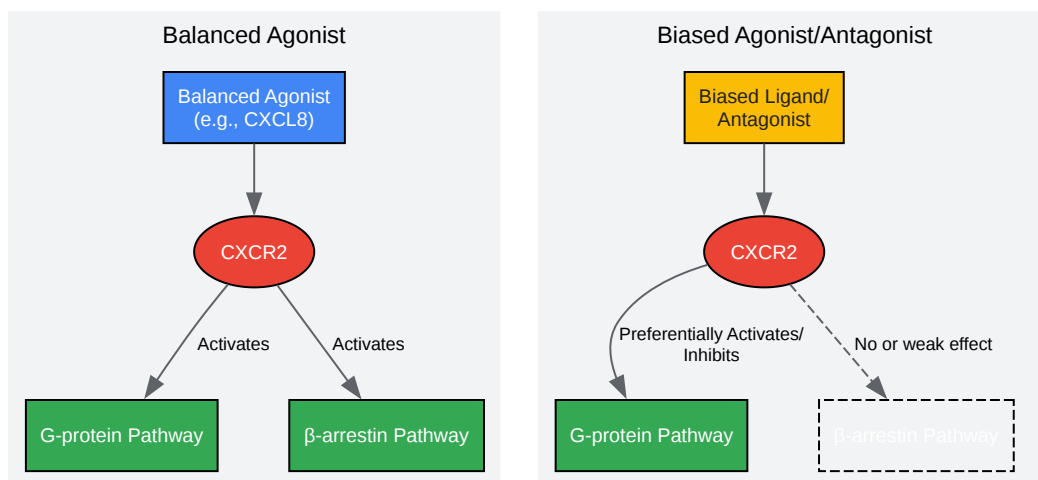 Balanced Agonist
Balanced Agonist
(e.g., CXCL8)
CXCR2
Activates
Activates
G-protein Pathway
β-arrestin Pathway
Biased Agonist/Antagonist
Biased Ligand/
Antagonist
CXCR2
Preferentially Activates/
Inhibits
No or weak effect
G-protein Pathway
β-arrestin Pathway